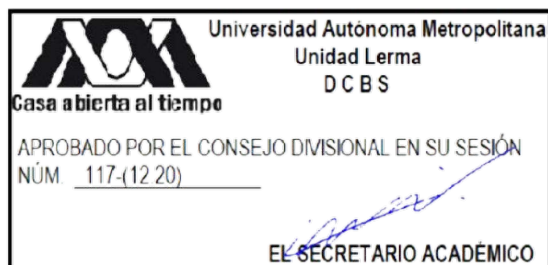 Universidad Autónoma Metropolitana
Unidad Lerma
D C B S
Casa abierta al tiempo
APROBADO POR EL CONSEJO DIVISIONAL EN SU SESIÓN
NÚM. 117-(12.20)
EL SECRETARIO ACADÉMICO